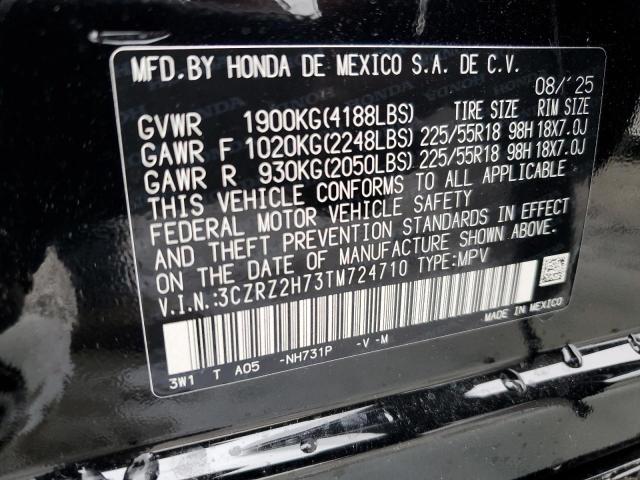 MFD.BY HONDA DE MEXICO S.A. DE C.V.
08/'25
GVWR 1900KG(4188LBS) TIRE SIZE RIM SIZE
GAWR F 1020KG(2248LBS) 225/55R18 98H 18X7.0J
GAWR R 930KG(2050LBS) 225/55R18 98H 18X7.0J
THIS VEHICLE CONFORMS TO ALL APPLICABLE
FEDERAL MOTOR VEHICLE SAFETY
AND THEFT PREVENTION STANDARDS IN EFFECT
ON THE DATE OF MANUFACTURE SHOWN ABOVE.
V.I.N.:3CZRZ2H73TM724710 TYPE:MPV
MADE IN MEXICO
3W1 T A05 -NH731P -V -M